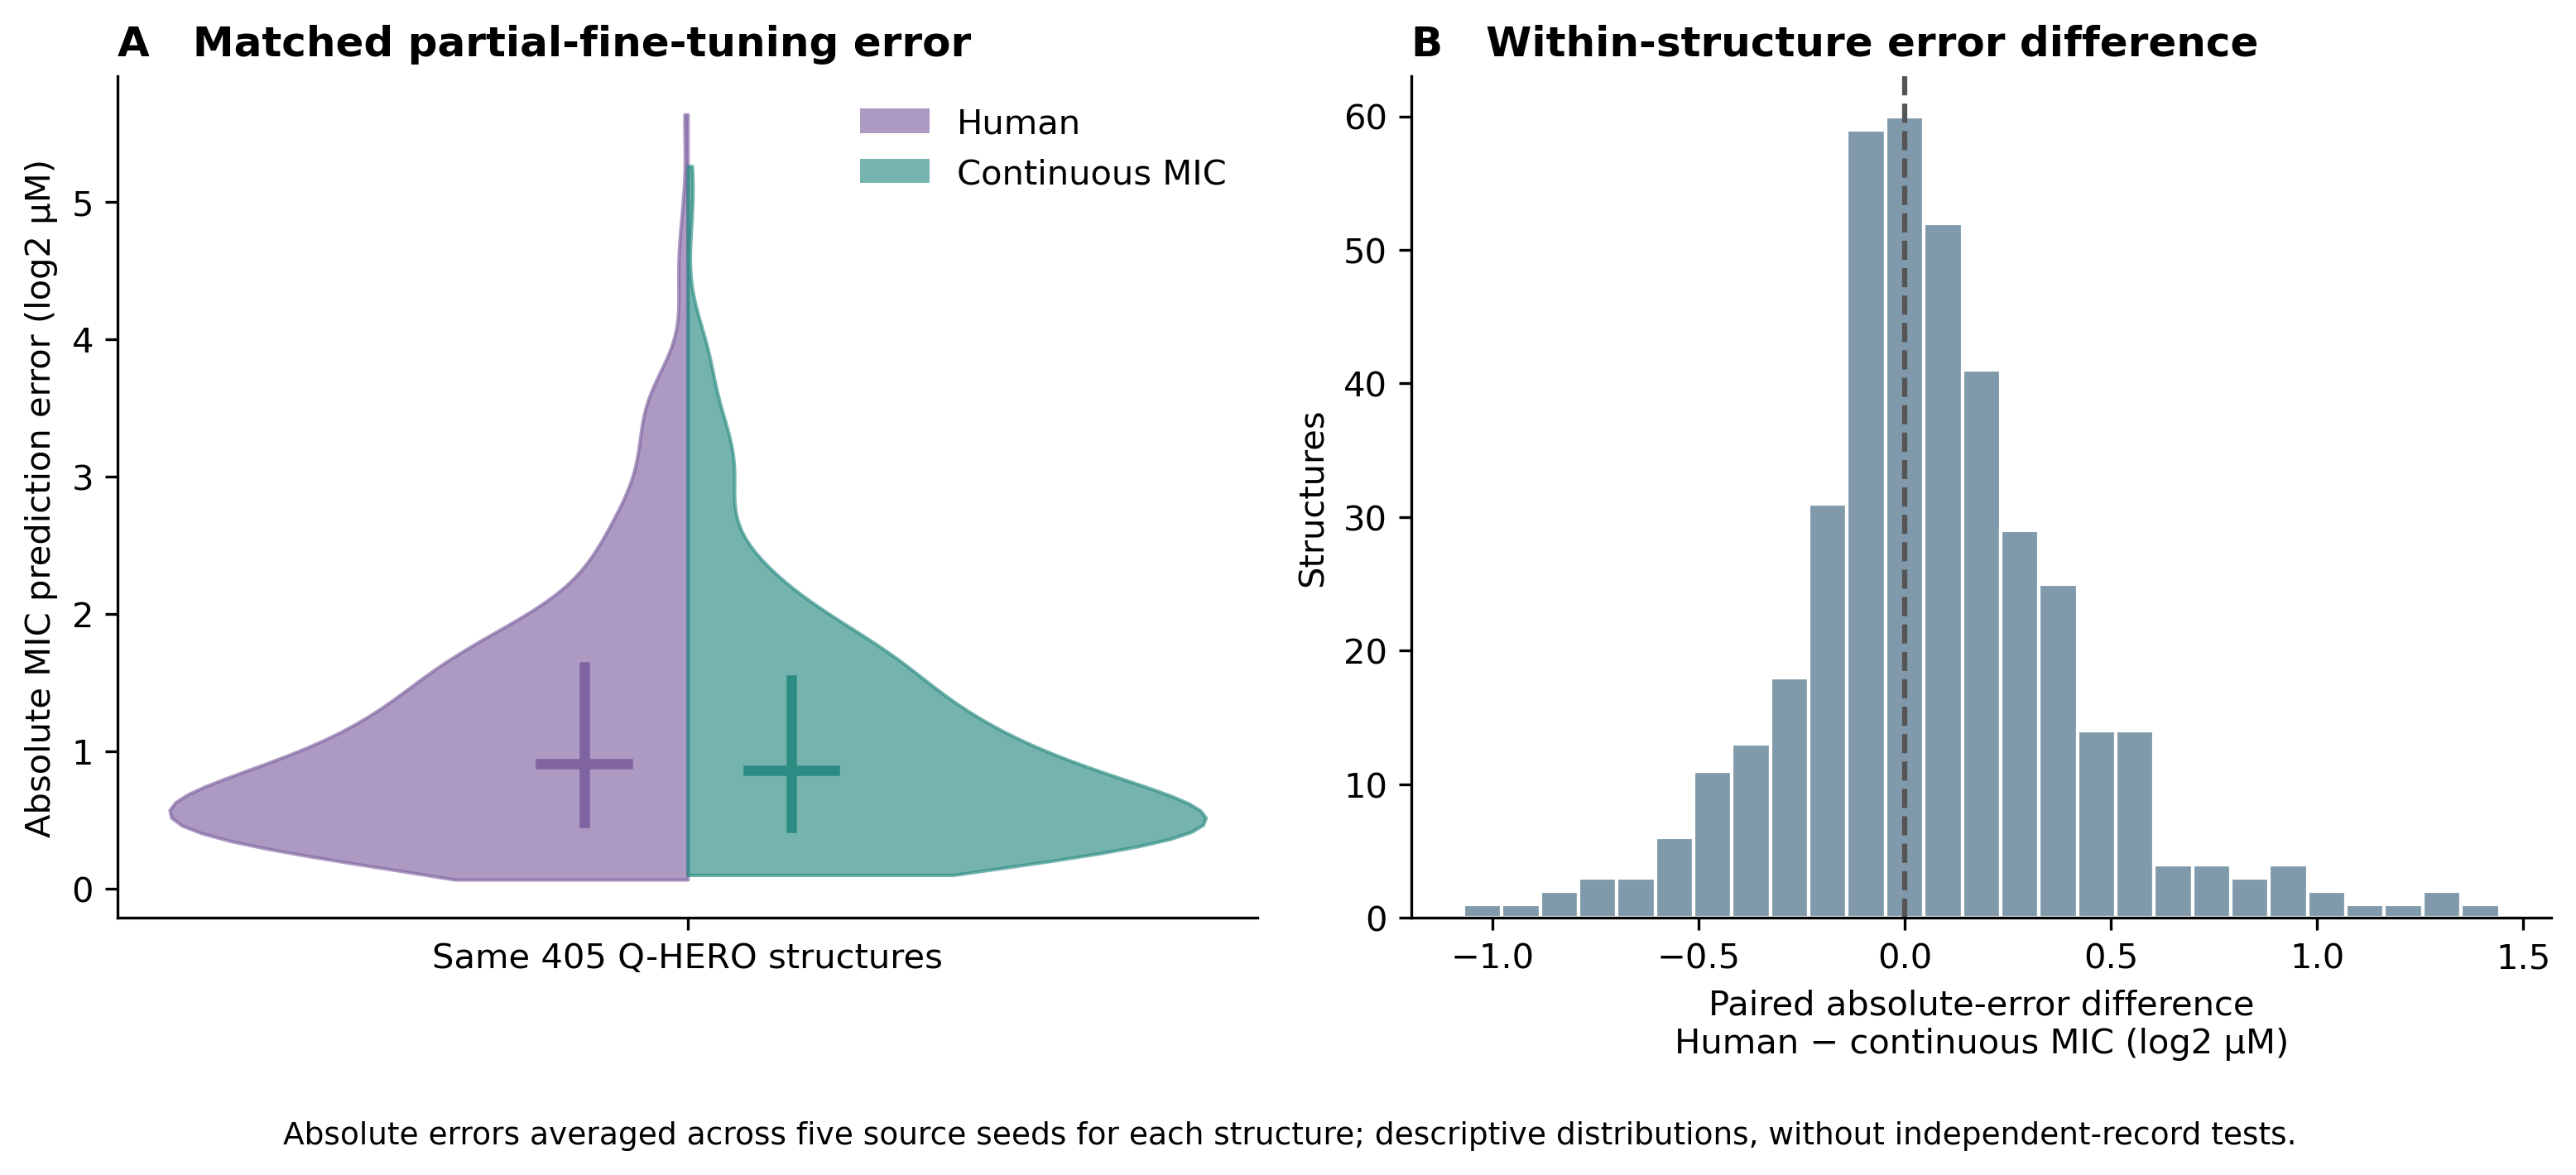 A Matched partial-fine-tuning error
Human
Continuous MIC
Absolute MIC prediction error (log2 µM)
5
4
3
2
1
0
Same 405 Q-HERO structures
B Within-structure error difference
Structures
60
50
40
30
20
10
0
−1.0 −0.5 0.0 0.5 1.0 1.5
Paired absolute-error difference
Human − continuous MIC (log2 µM)
Absolute errors averaged across five source seeds for each structure; descriptive distributions, without independent-record tests.